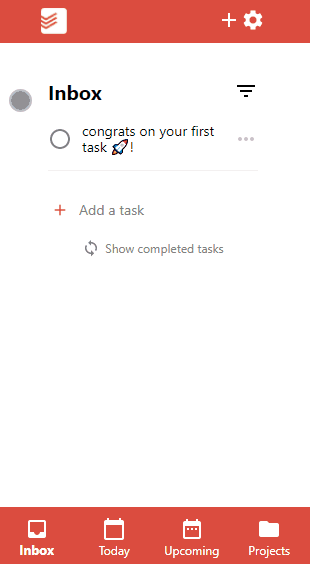 Inbox
congrats on your first
task 🚀!
Add a task
Show completed tasks
Inbox
Today
Upcoming
Projects